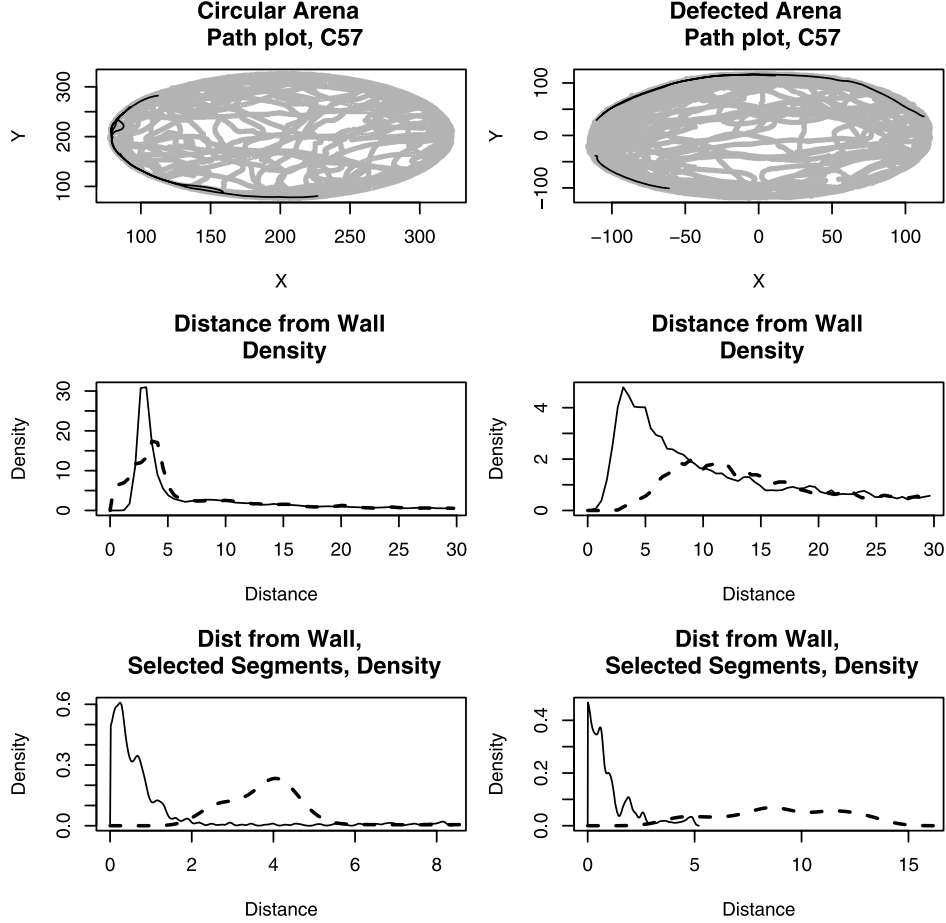 Circular Arena
Path plot, C57
Y
100 200 300
100 150 200 250 300
X
Defected Arena
Path plot, C57
Y
−100 0 100
−100 −50 0 50 100
X
Distance from Wall
Density
Density
0 10 20 30
0 5 10 15 20 25 30
Distance
Distance from Wall
Density
Density
0 2 4
0 5 10 15 20 25 30
Distance
Dist from Wall,
Selected Segments, Density
Density
0.0 0.3 0.6
0 2 4 6 8
Distance
Dist from Wall,
Selected Segments, Density
Density
0.0 0.2 0.4
0 5 10 15
Distance